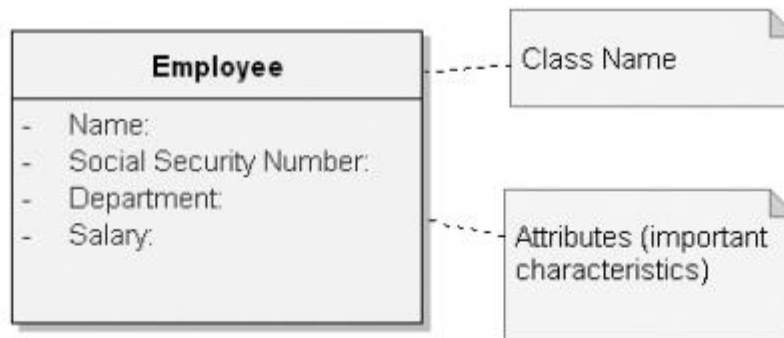 Employee
- Name:
- Social Security Number:
- Department:
- Salary:
Class Name
Attributes (important
characteristics)